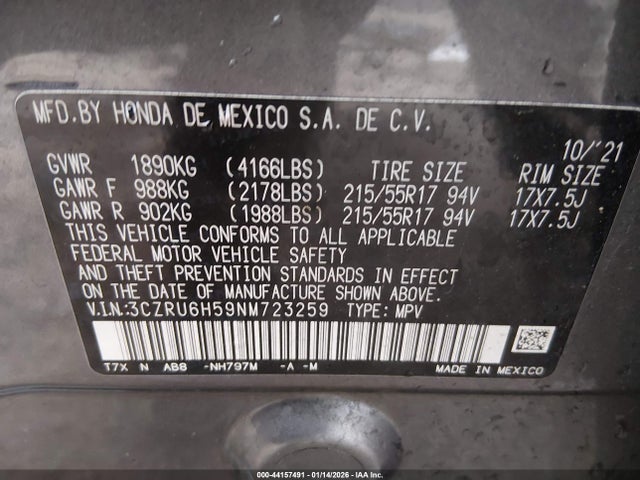 MFD.BY HONDA DE MEXICO S.A. DE C.V.
10/'21
GVWR 1890KG (4166LBS) TIRE SIZE RIM SIZE
GAWR F 988KG (2178LBS) 215/55R17 94V 17X7.5J
GAWR R 902KG (1988LBS) 215/55R17 94V 17X7.5J
THIS VEHICLE CONFORMS TO ALL APPLICABLE
FEDERAL MOTOR VEHICLE SAFETY
AND THEFT PREVENTION STANDARDS IN EFFECT
ON THE DATE OF MANUFACTURE SHOWN ABOVE.
V.IN.:3CZRU6H59NM723259 TYPE: MPV
T7X N AB8 -NH797M -A -M MADE IN MEXICO
000-44157491 - 01/14/2026 - IAA Inc.